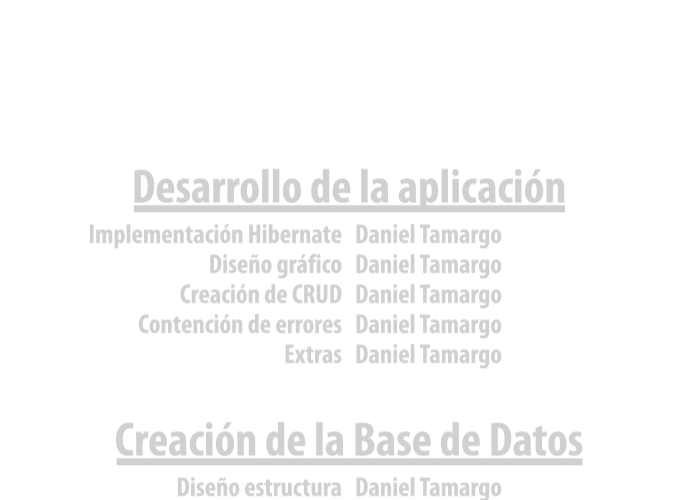 Desarrollo de la aplicación
Implementación Hibernate Daniel Tamargo
Diseño gráfico Daniel Tamargo
Creación de CRUD Daniel Tamargo
Contención de errores Daniel Tamargo
Extras Daniel Tamargo
Creación de la Base de Datos
Diseño estructura Daniel Tamargo